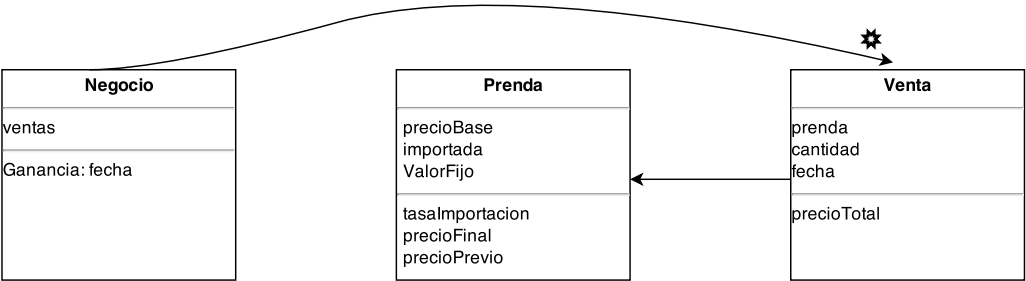 Negocio
ventas
Ganancia: fecha
Prenda
precioBase
importada
ValorFijo
tasaImportacion
precioFinal
precioPrevio
Venta
prenda
cantidad
fecha
precioTotal